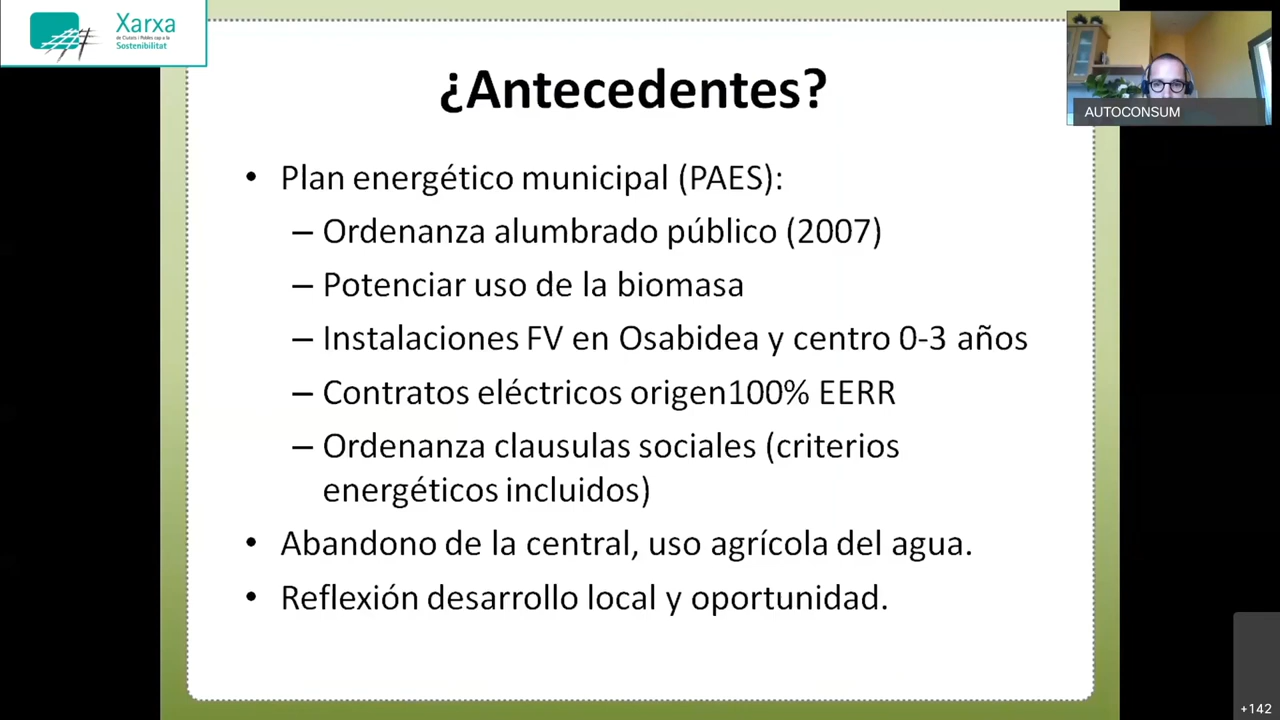 Xarxa
de Ciutats i Pobles cap a la
Sostenibilitat
AUTOCONSUM
¿Antecedentes?
• Plan energético municipal (PAES):
– Ordenanza alumbrado público (2007)
– Potenciar uso de la biomasa
– Instalaciones FV en Osabidea y centro 0-3 años
– Contratos eléctricos origen100% EERR
– Ordenanza clausulas sociales (criterios
energéticos incluidos)
• Abandono de la central, uso agrícola del agua.
• Reflexión desarrollo local y oportunidad.
+142